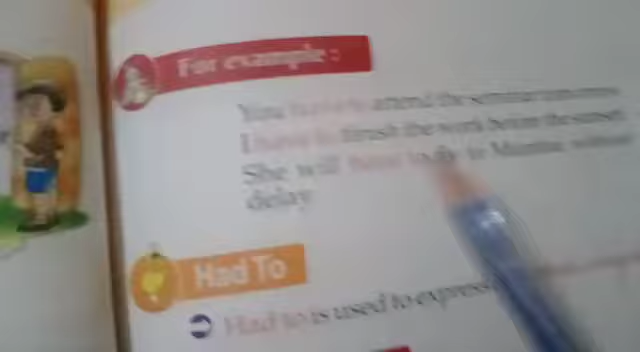 For example :
You have to attend the seminar tomorrow
I have to finish the work before the sunset
She will have to fly to Mumbai without
delay
Had To
Had to is used to express